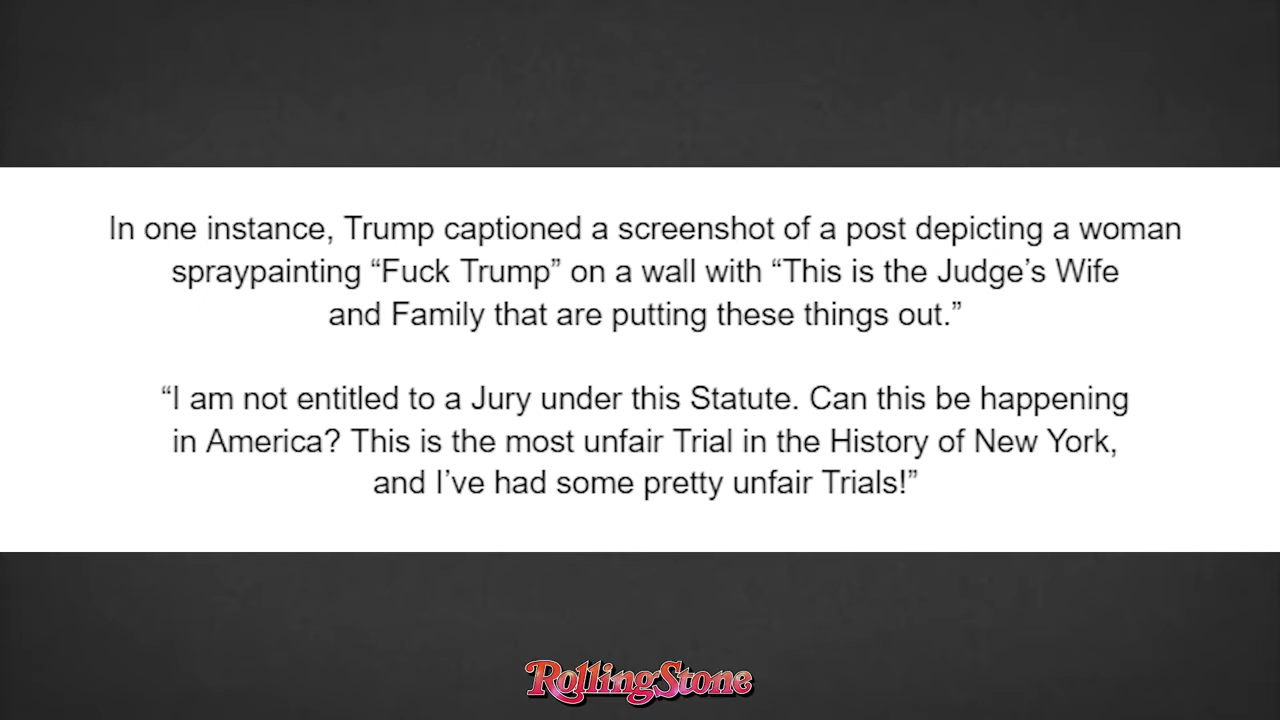 In one instance, Trump captioned a screenshot of a post depicting a woman
spraypainting “Fuck Trump” on a wall with “This is the Judge’s Wife
and Family that are putting these things out.”
“I am not entitled to a Jury under this Statute. Can this be happening
in America? This is the most unfair Trial in the History of New York,
and I’ve had some pretty unfair Trials!”
RollingStone